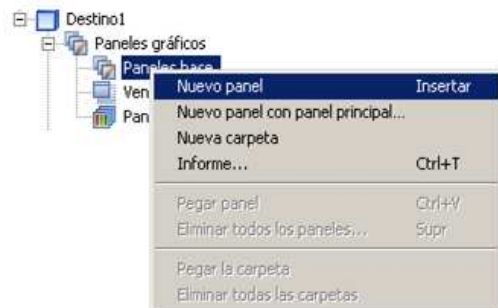 Destino1
Paneles gráficos
Paneles base
Ven
Pan
Nuevo panel Insertar
Nuevo panel con panel principal...
Nueva carpeta
Informe... Ctrl+T
Pegar panel Ctrl+V
Eliminar todos los paneles... Supr
Pegar la carpeta
Eliminar todas las carpetas